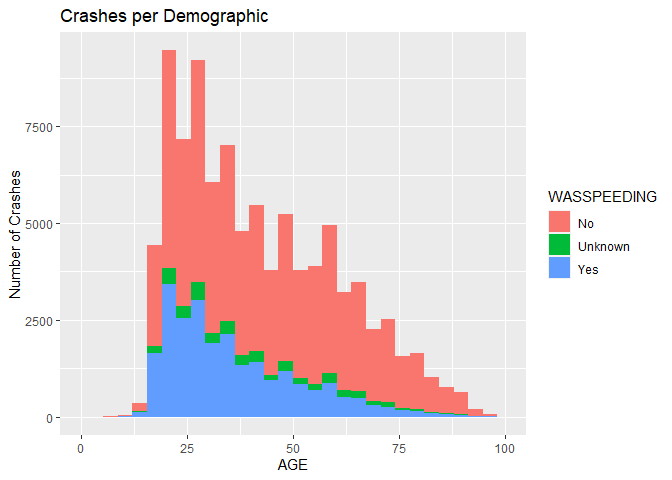 Crashes per Demographic
Number of Crashes
7500
5000
2500
0
0 25 50 75 100
AGE
WASSPEEDING
No
Unknown
Yes